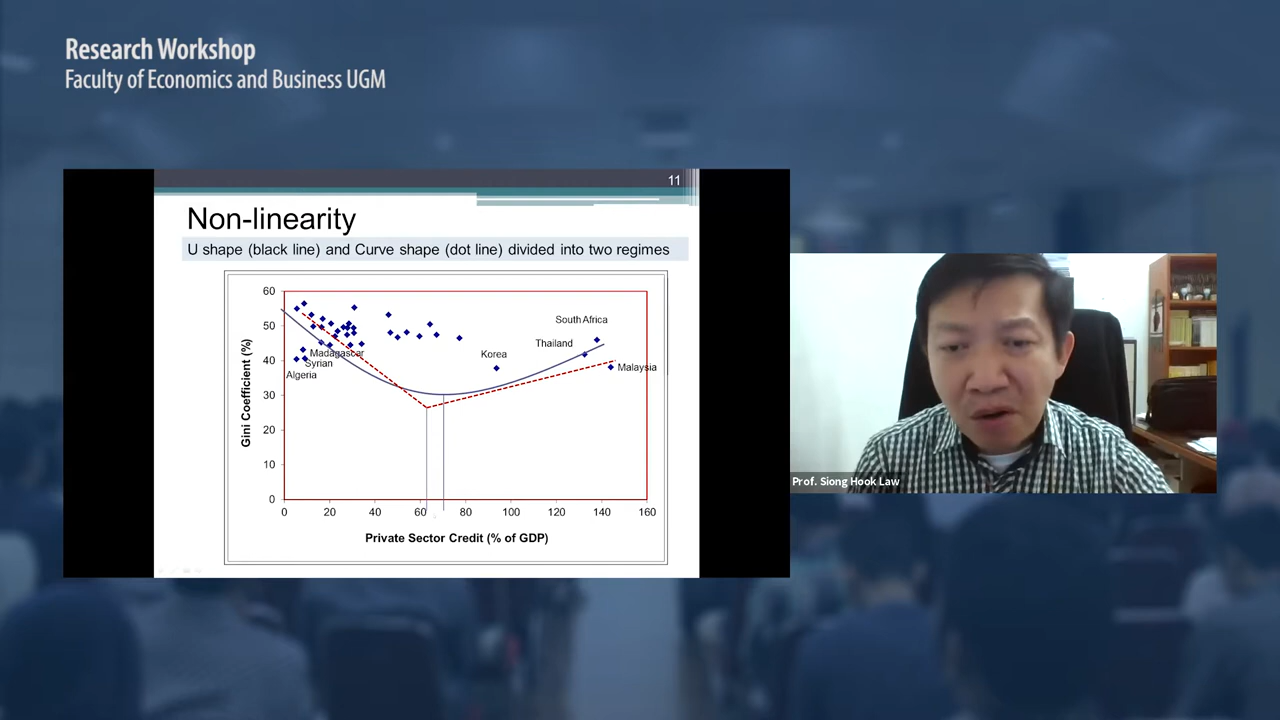 Research Workshop
Faculty of Economics and Business UGM
11
Non-linearity
U shape (black line) and Curve shape (dot line) divided into two regimes
60
50
40
30
20
10
0
Gini Coefficient (%)
South Africa
Thailand
Korea
Malaysia
Madagascar
Syrian
Algeria
0 20 40 60 80 100 120 140 160
Private Sector Credit (% of GDP)
Prof. Siong Hook Law